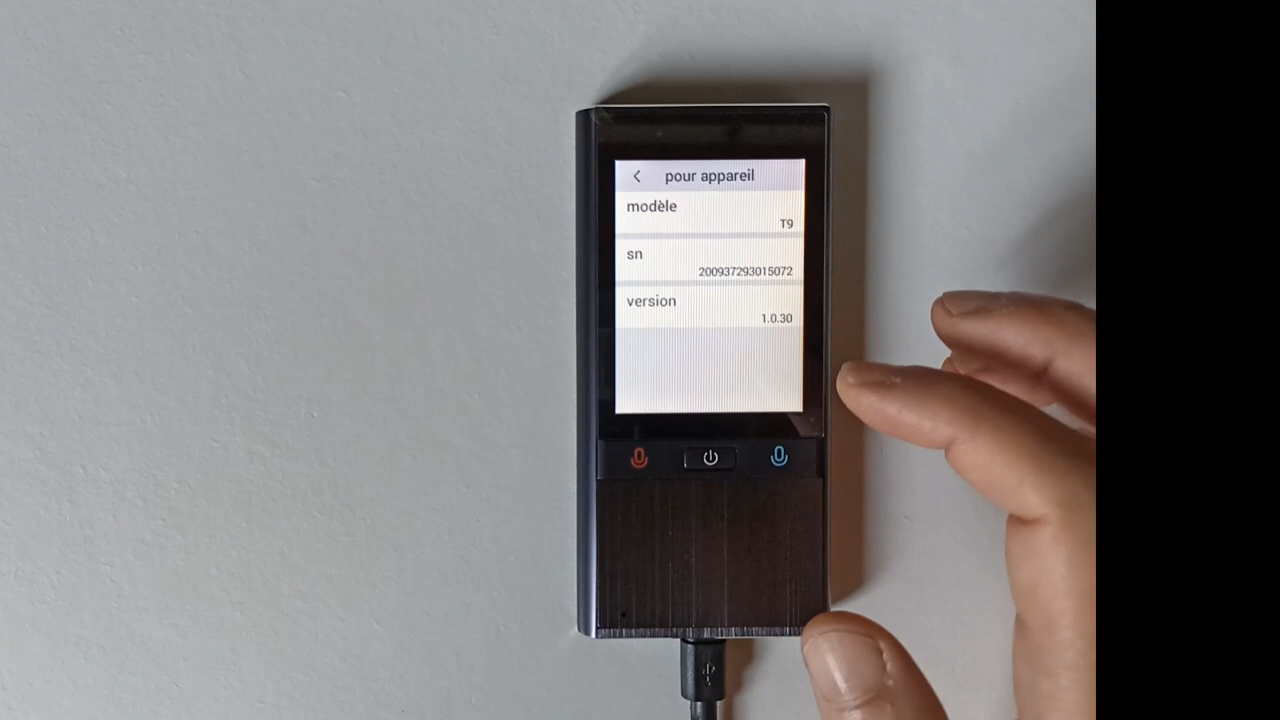 pour appareil
modèle
T9
sn
200937293015072
version
1.0.30